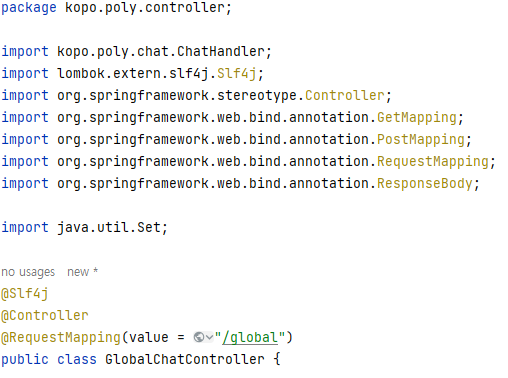 package kopo.poly.controller;
import kopo.poly.chat.ChatHandler;
import lombok.extern.slf4j.Slf4j;
import org.springframework.stereotype.Controller;
import org.springframework.web.bind.annotation.GetMapping;
import org.springframework.web.bind.annotation.PostMapping;
import org.springframework.web.bind.annotation.RequestMapping;
import org.springframework.web.bind.annotation.ResponseBody;
import java.util.Set;
no usages new *
@Slf4j
@Controller
@RequestMapping(value = "/global")
public class GlobalChatController {